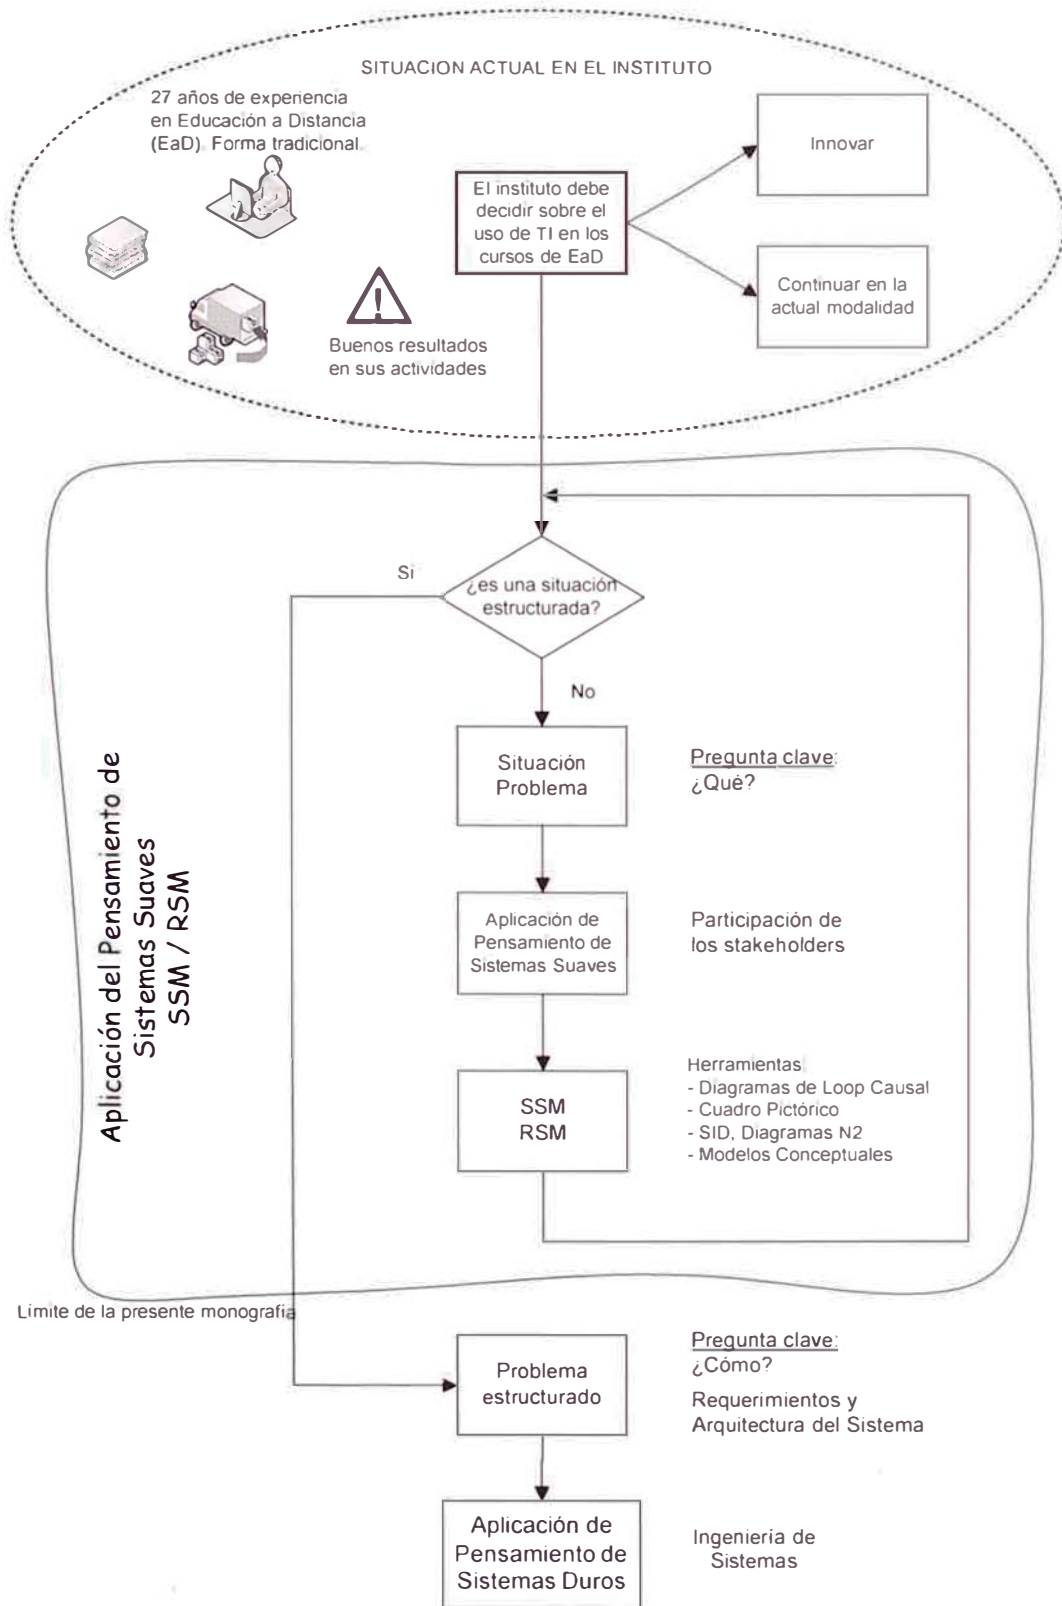 SITUACION ACTUAL EN EL INSTITUTO
27 años de experiencia
en Educación a Distancia
(EaD). Forma tradicional.
Buenos resultados
en sus actividades
El instituto debe
decidir sobre el
uso de TI en los
cursos de EaD
Innovar
Continuar en la
actual modalidad
¿es una situación
estructurada?
Si
No
Situación
Problema
Pregunta clave:
¿Qué?
Aplicación de
Pensamiento de
Sistemas Suaves
Participación de
los stakeholders
SSM
RSM
Herramientas
- Diagramas de Loop Causal
- Cuadro Pictórico
- SID, Diagramas N2
- Modelos Conceptuales
Aplicación del Pensamiento de
Sistemas Suaves
SSM / RSM
Límite de la presente monografía
Problema
estructurado
Pregunta clave:
¿Cómo?
Requerimientos y
Arquitectura del Sistema
Aplicación de
Pensamiento de
Sistemas Duros
Ingeniería de
Sistemas